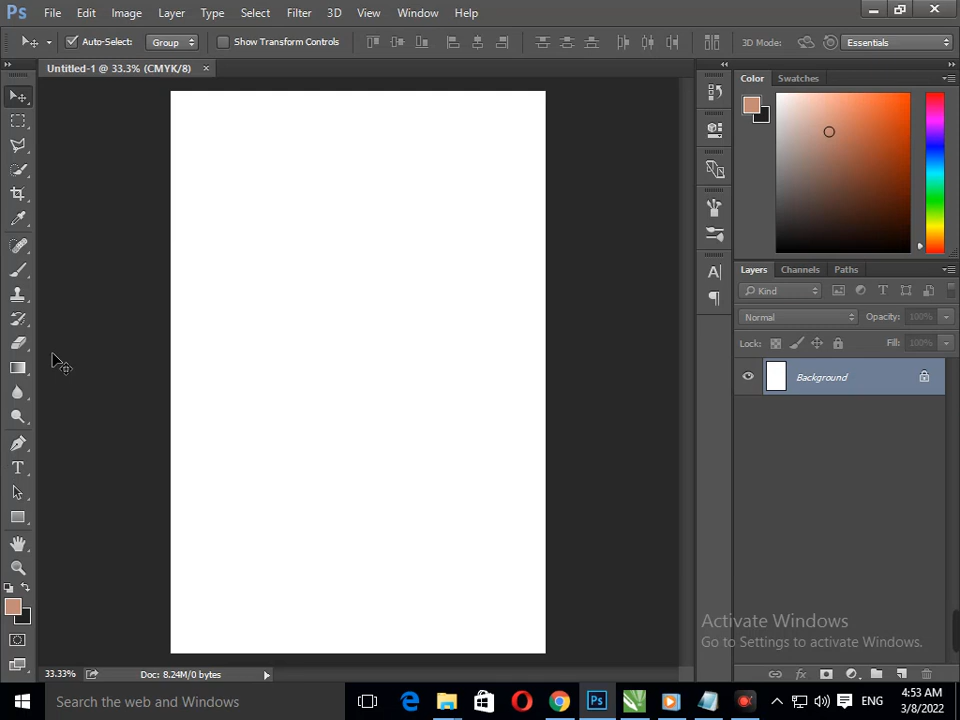 Ps File Edit Image Layer Type Select Filter 3D View Window Help
Auto-Select: Group Show Transform Controls 3D Mode: Essentials
Untitled-1 @ 33.3% (CMYK/8) ×
Color Swatches
Layers Channels Paths
Kind
Normal Opacity: 100%
Lock: Fill: 100%
Background
Activate Windows
Go to Settings to activate Windows.
33.33% Doc: 8.24M/0 bytes
Search the web and Windows
Ps
ENG
4:53 AM
3/8/2022